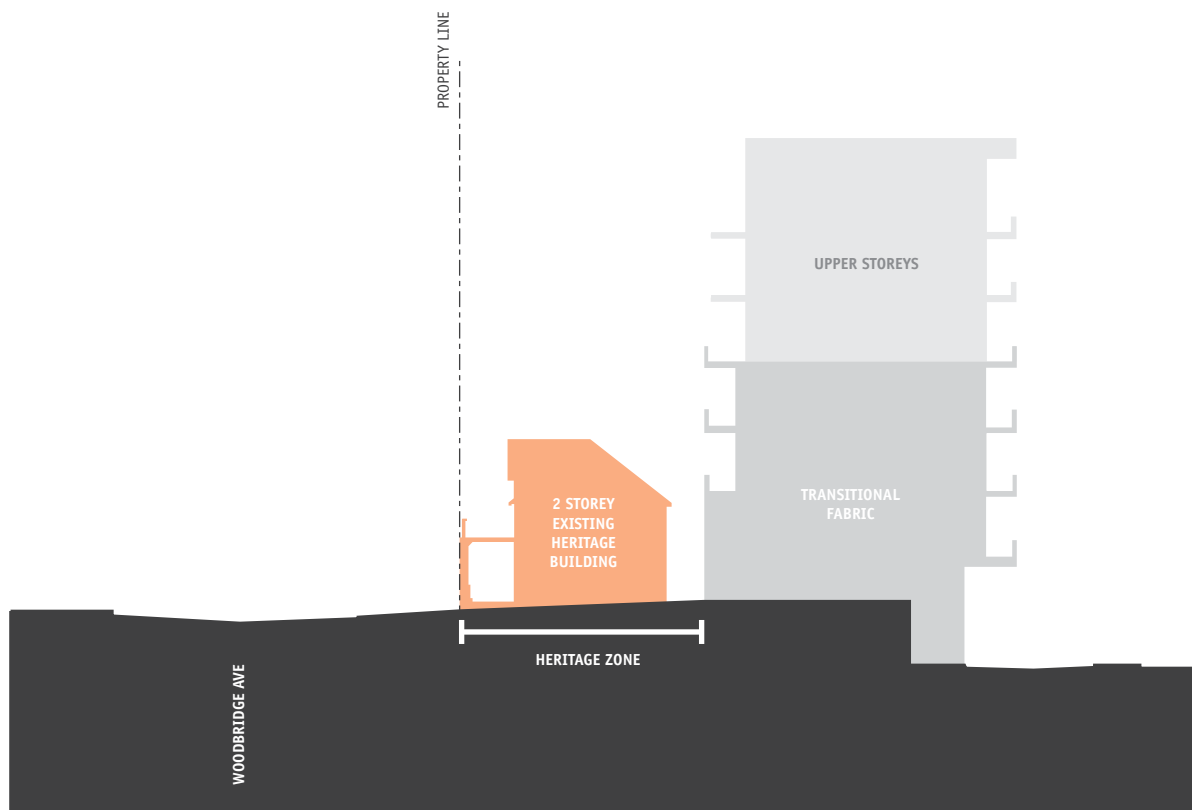 PROPERTY LINE
UPPER STOREYS
TRANSITIONAL
FABRIC
2 STOREY
EXISTING
HERITAGE
BUILDING
HERITAGE ZONE
WOODBRIDGE AVE